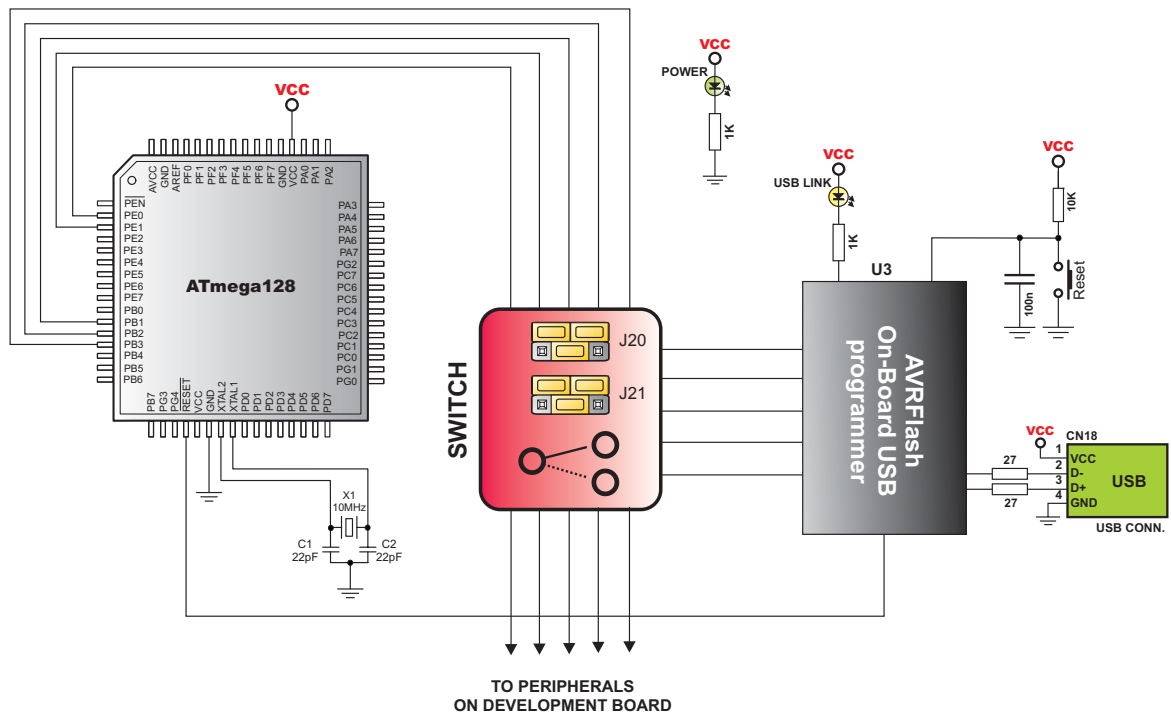 VCC
AVCC
GND
AREF
PF0
PF1
PF2
PF3
PF4
PF5
PF6
PF7
GND
VCC
PA0
PA1
PA2
PEN
PE0
PE1
PE2
PE3
PE4
PE5
PE6
PE7
PB0
PB1
PB2
PB3
PB4
PB5
PB6
ATmega128
PA3
PA4
PA5
PA6
PA7
PG2
PC7
PC6
PC5
PC4
PC3
PC2
PC1
PC0
PG1
PG0
PB7
PG3
PG4
RESET
VCC
GND
XTAL2
XTAL1
PD0
PD1
PD2
PD3
PD4
PD5
PD6
PD7
X1
10MHz
C1
22pF
C2
22pF
SWITCH
J20
J21
TO PERIPHERALS
ON DEVELOPMENT BOARD
VCC
POWER
1K
VCC
USB LINK
1K
U3
AVRFlash
On-Board USB
programmer
VCC
10K
100n
Reset
VCC
CN18
27
27
1
2
3
4
VCC
D-
D+
GND
USB
USB CONN.